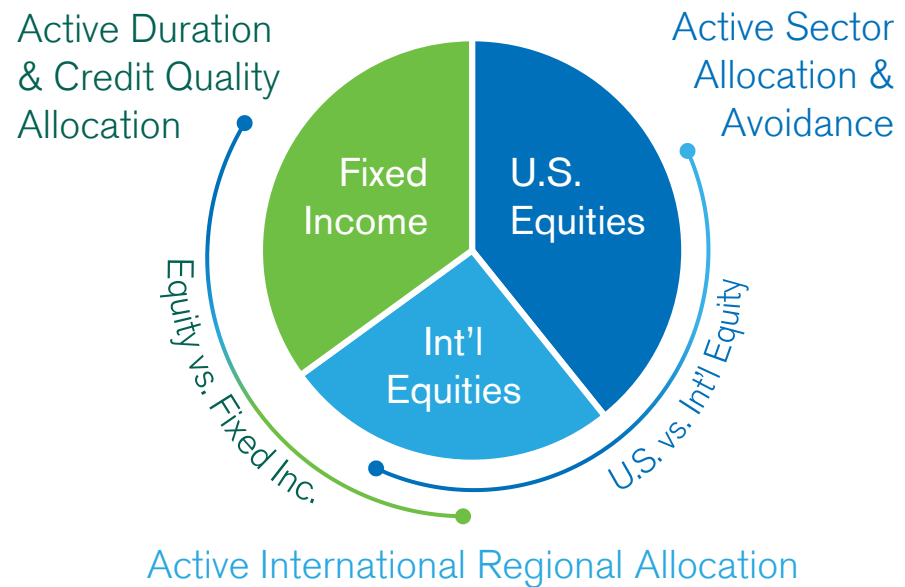 Active Duration
& Credit Quality
Allocation
Active Sector
Allocation &
Avoidance
Fixed
Income
U.S.
Equities
Int'l
Equities
Equity vs. Fixed Inc.
U.S. vs. Int'l Equity
Active International Regional Allocation